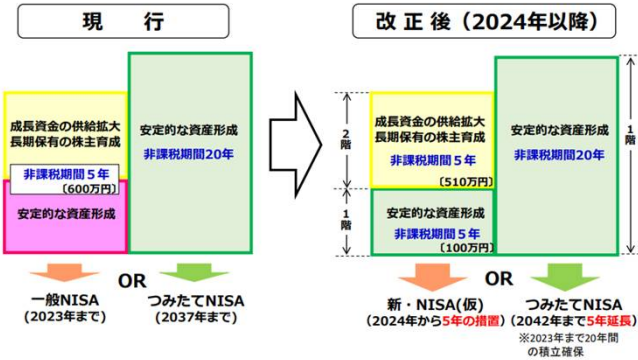 現　行
改正後（2024年以降）
成長資金の供給拡大
長期保有の株主育成
非課税期間５年
〔600万円〕
安定的な資産形成
安定的な資産形成
非課税期間20年
OR
一般NISA
(2023年まで)
つみたてNISA
(2037年まで)
2階
1階
成長資金の供給拡大
長期保有の株主育成
非課税期間５年
〔510万円〕
安定的な資産形成
非課税期間５年
〔100万円〕
安定的な資産形成
非課税期間20年
1階
OR
新・NISA(仮)
(2024年から5年の措置)
つみたてNISA
(2042年まで5年延長)
※2023年まで20年間
の積立確保